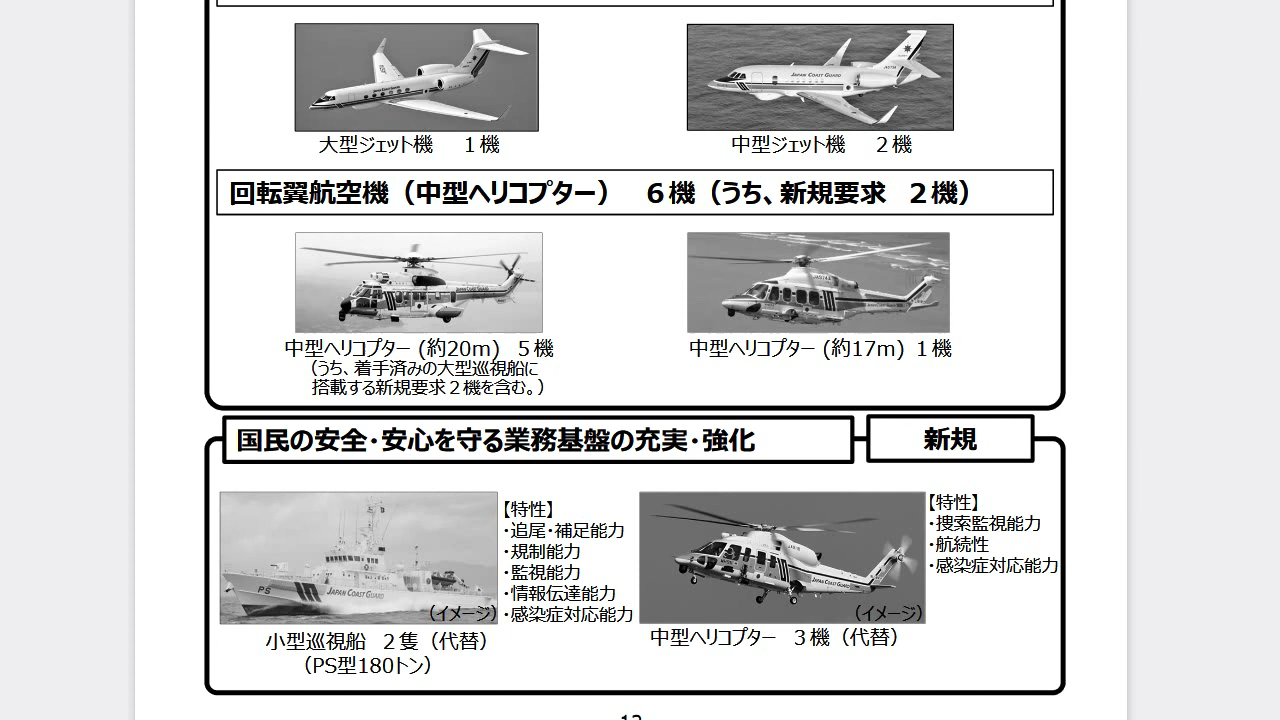 大型ジェット機　１機
中型ジェット機　２機
回転翼航空機（中型ヘリコプター）　６機（うち、新規要求　２機）
中型ヘリコプター (約20m)　５機
（うち、着手済みの大型巡視船に
搭載する新規要求２機を含む。）
中型ヘリコプター (約17m) １機
国民の安全・安心を守る業務基盤の充実・強化
新規
PS
JAPAN COAST GUARD
（イメージ）
【特性】
・追尾・補足能力
・規制能力
・監視能力
・情報伝達能力
・感染症対応能力
小型巡視船　２隻（代替）
（PS型180トン）
JAPAN COAST GUARD
（イメージ）
【特性】
・捜索監視能力
・航続性
・感染症対応能力
中型ヘリコプター　３機（代替）